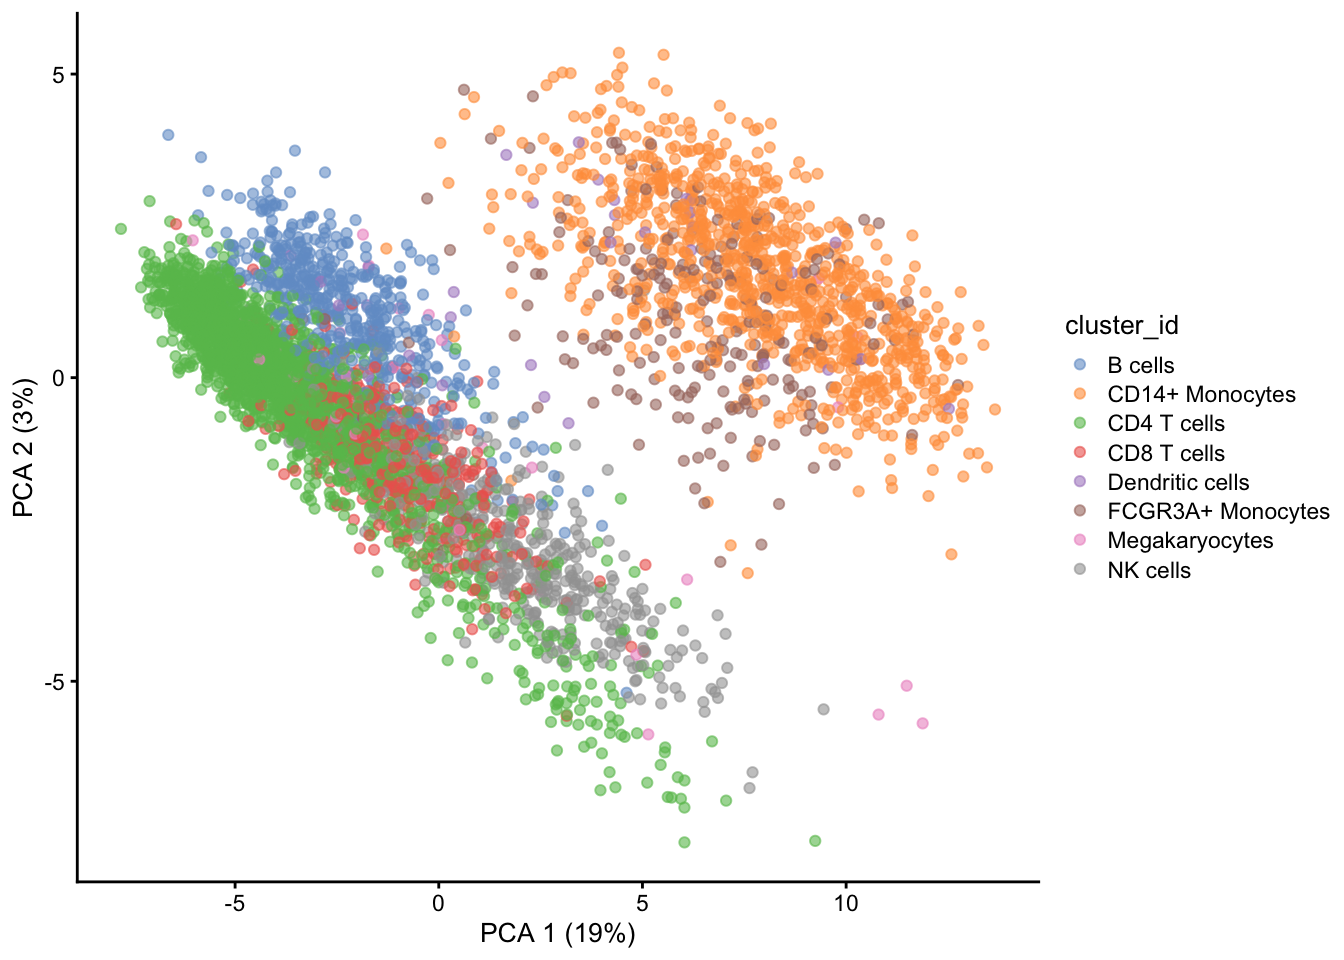 5
0
-5
PCA 2 (3%)
-5
0
5
10
PCA 1 (19%)
cluster_id
B cells
CD14+ Monocytes
CD4 T cells
CD8 T cells
Dendritic cells
FCGR3A+ Monocytes
Megakaryocytes
NK cells